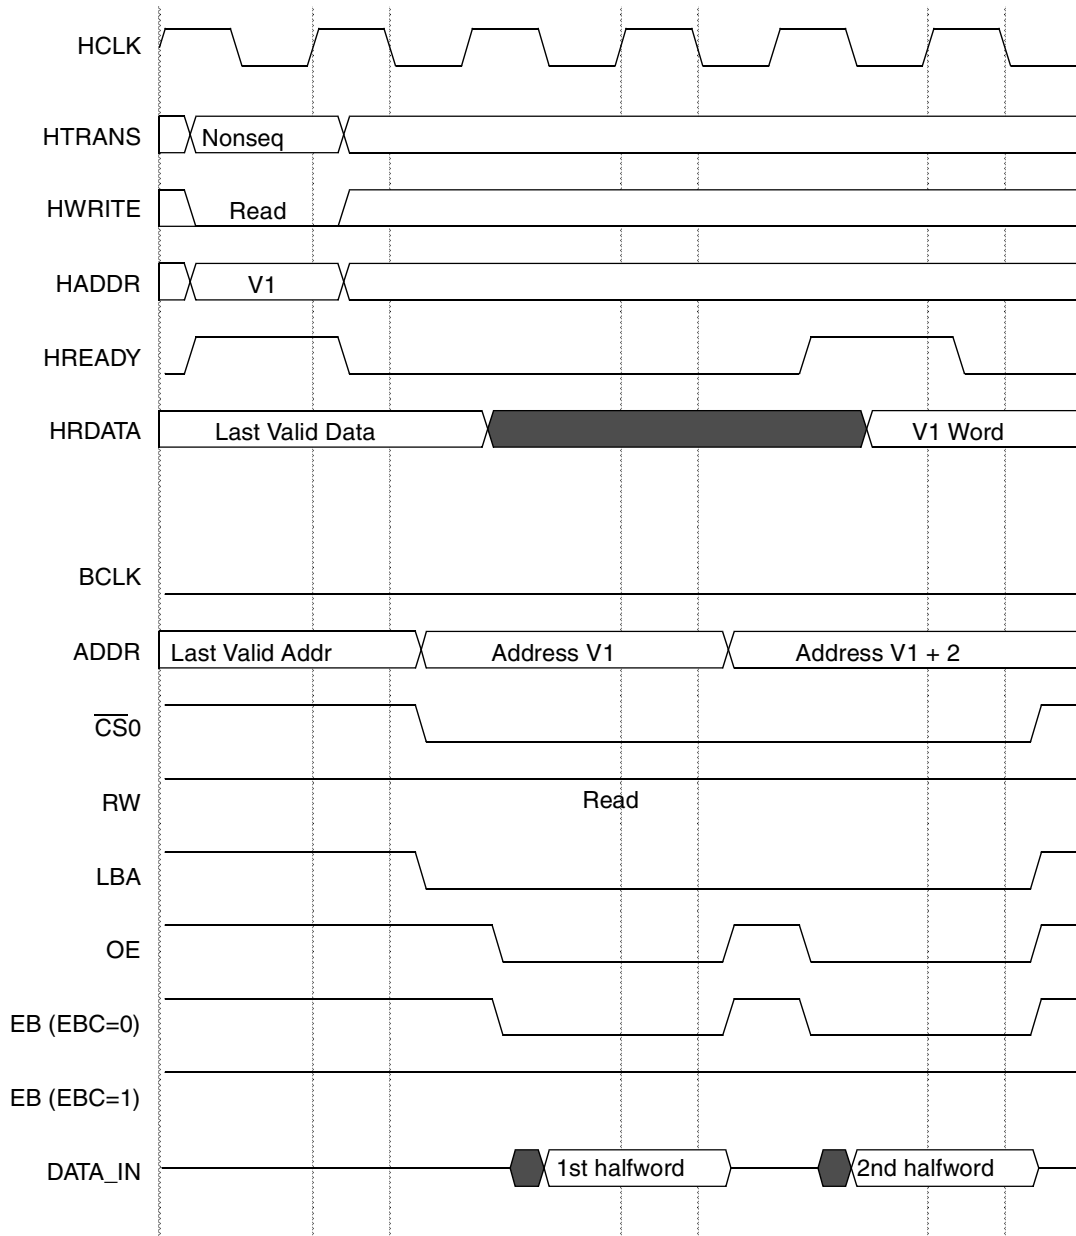 HCLK
HTRANS Nonseq
HWRITE Read
HADDR V1
HREADY
HRDATA Last Valid Data V1 Word
BCLK
ADDR Last Valid Addr Address V1 Address V1 + 2
C̅S̅0
RW Read
LBA
OE
EB (EBC=0)
EB (EBC=1)
DATA_IN 1st halfword 2nd halfword